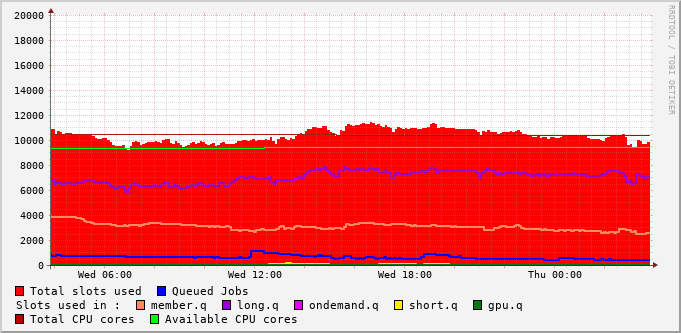 20000
18000
16000
14000
12000
10000
8000
6000
4000
2000
0
Wed 06:00 Wed 12:00 Wed 18:00 Thu 00:00
Total slots used Queued Jobs
Slots used in : member.q long.q ondemand.q short.q gpu.q
Total CPU cores Available CPU cores
RRDTOOL / TOBI OETIKER